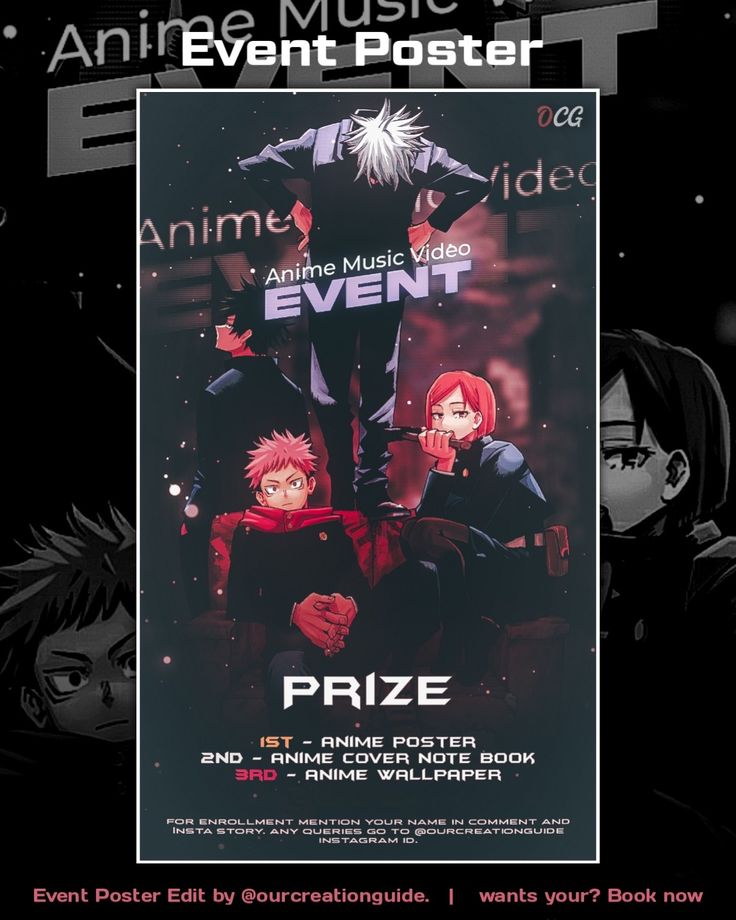 Anime Music V
EVENT
Event Poster
OCG
Anime Music Video
Anime Music Video
EVENT
PRIZE
1ST - ANIME POSTER
2ND - ANIME COVER NOTE BOOK
3RD - ANIME WALLPAPER
FOR ENROLLMENT MENTION YOUR NAME IN COMMENT AND
INSTA STORY. ANY QUERIES GO TO @OURCREATIONGUIDE
INSTAGRAM ID.
Event Poster Edit by @ourcreationguide. | wants your? Book now